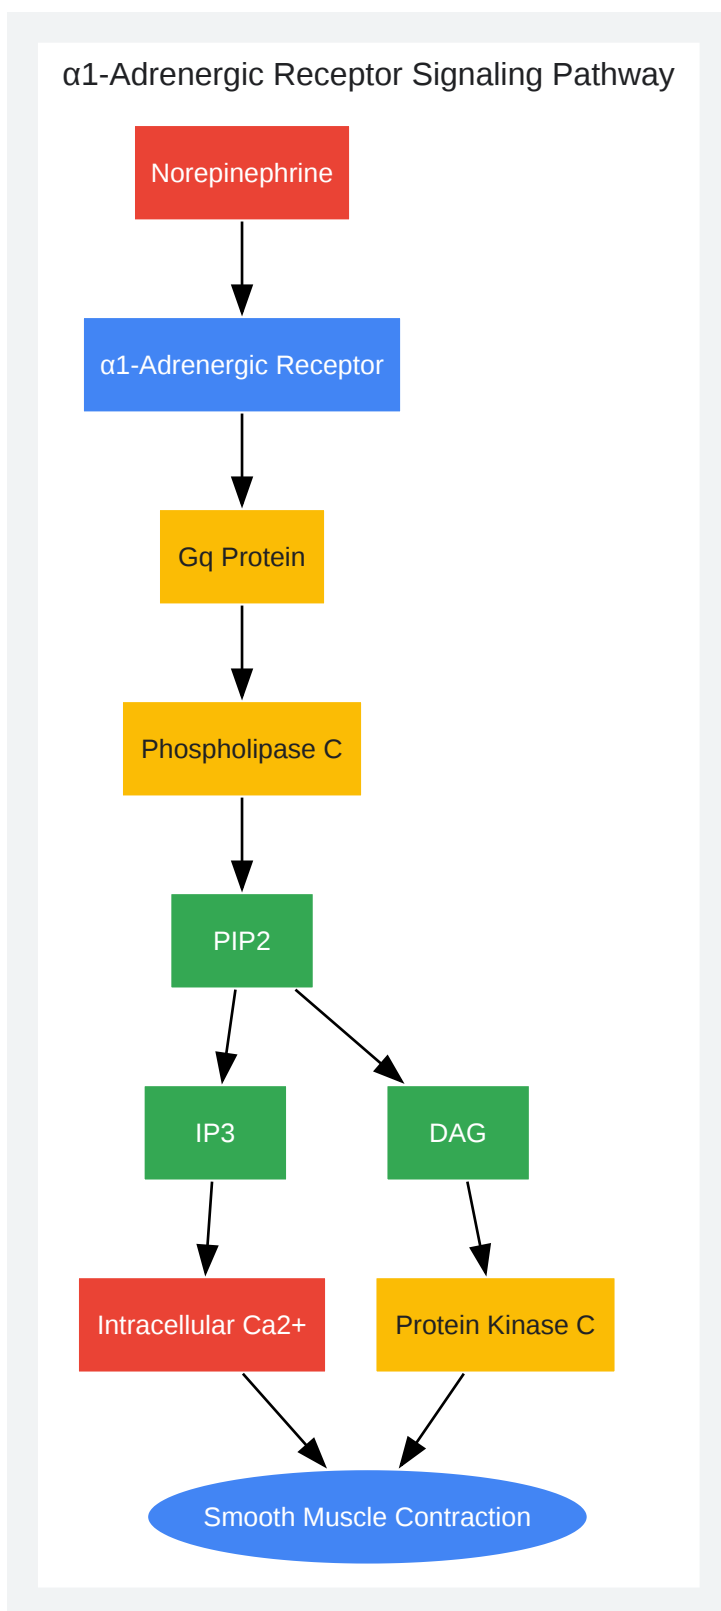 α1-Adrenergic Receptor Signaling Pathway
Norepinephrine
α1-Adrenergic Receptor
Gq Protein
Phospholipase C
PIP2
IP3
DAG
Intracellular Ca2+
Protein Kinase C
Smooth Muscle Contraction